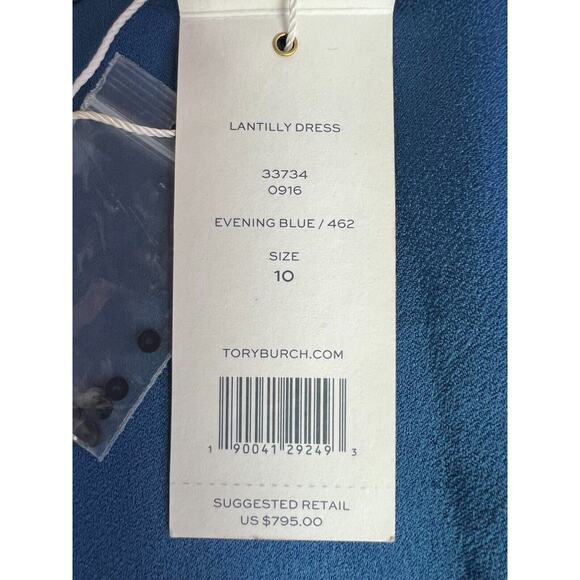 LANTILLY DRESS
33734
0916
EVENING BLUE / 462
SIZE
10
TORYBURCH.COM
1 90041 29249 3
SUGGESTED RETAIL
US $795.00